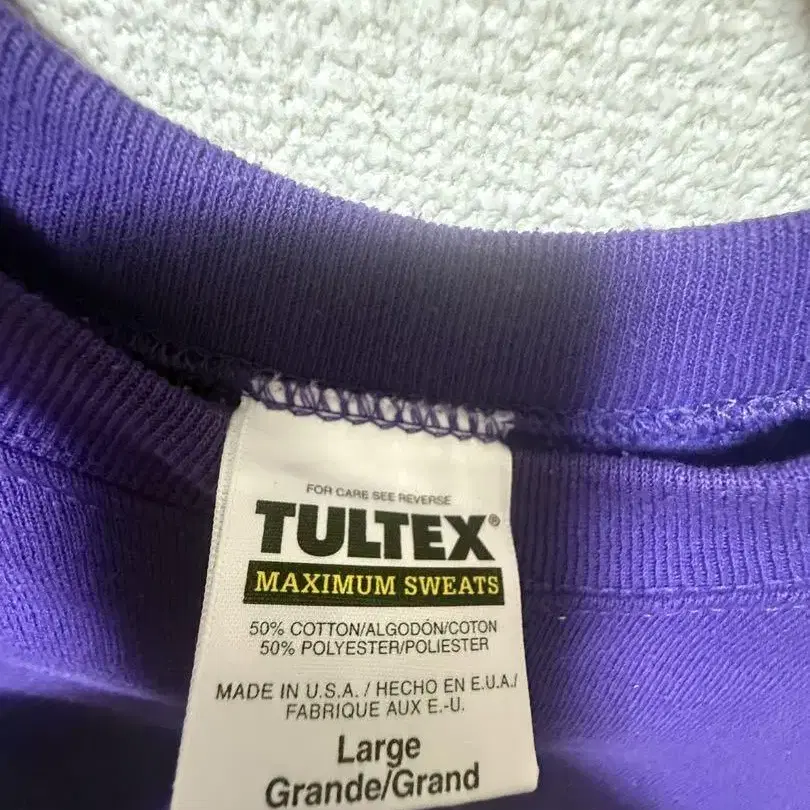 FOR CARE SEE REVERSE
TULTEX®
MAXIMUM SWEATS
50% COTTON/ALGODÓN/COTON
50% POLYESTER/POLIESTER
MADE IN U.S.A. / HECHO EN E.U.A./
FABRIQUE AUX E.-U.
Large
Grande/Grand